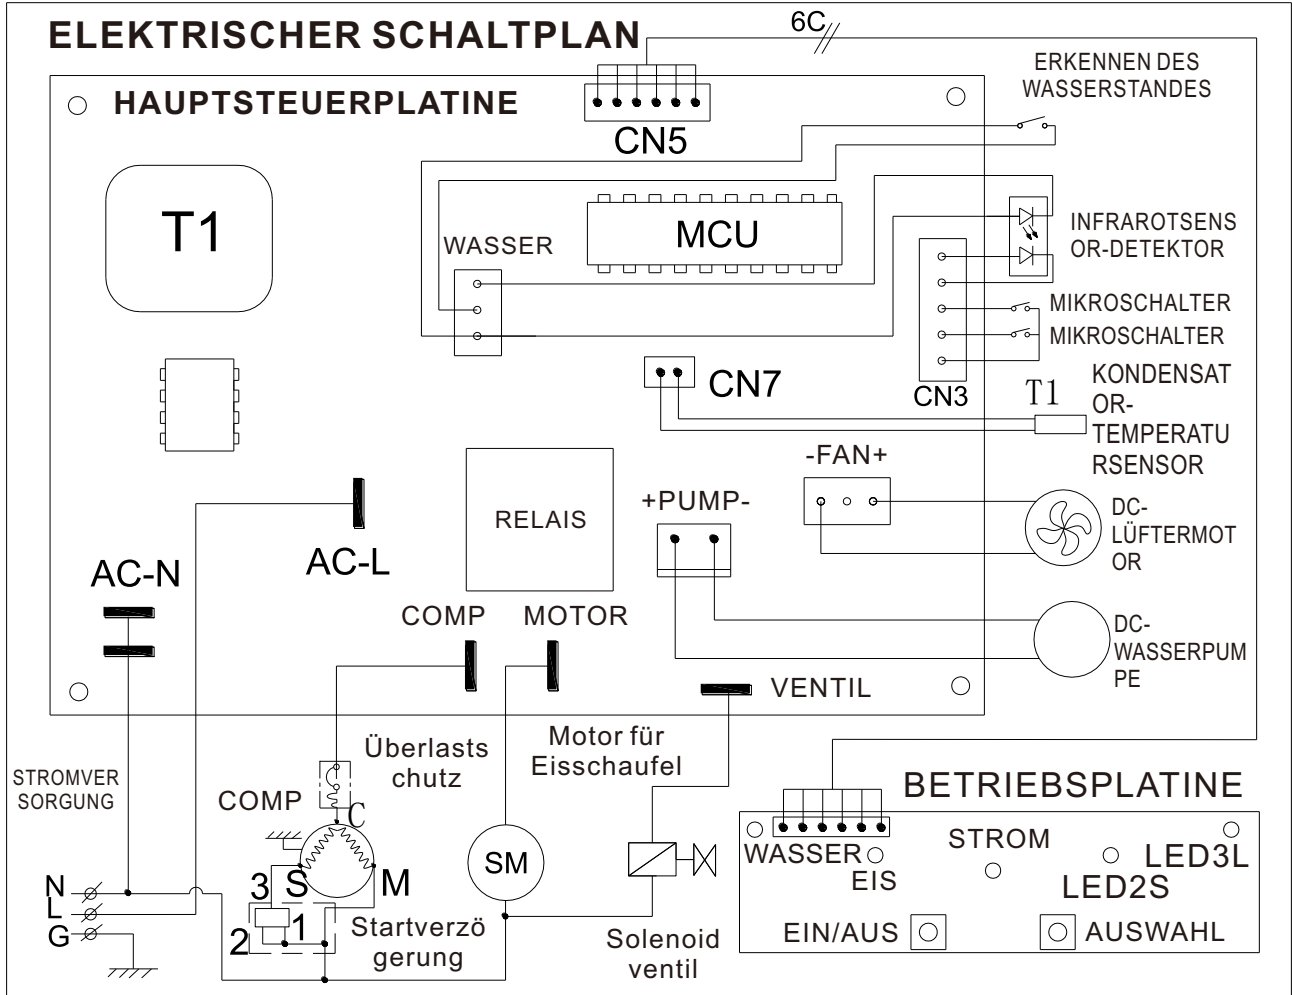 ELEKTRISCHER SCHALTPLAN
6C
ERKENNEN DES
WASSERSTANDES
HAUPTSTEUERPLATINE
CN5
T1
MCU
WASSER
INFRAROTSENS
OR-DETEKTOR
MIKROSCHALTER
MIKROSCHALTER
CN7
CN3
T1
KONDENSAT
OR-
TEMPERATU
RSENSOR
-FAN+
+PUMP-
RELAIS
DC-
LÜFTERMOT
OR
AC-N
AC-L
COMP
MOTOR
DC-
WASSERPUM
PE
VENTIL
Überlasts
chutz
Motor für
Eisschaufel
STROMVER
SORGUNG
COMP
C
BETRIEBSPLATINE
WASSER
EIS
STROM
LED3L
LED2S
SM
N
L
G
3
S
M
2
1
Startverzö
gerung
Solenoid
ventil
EIN/AUS
AUSWAHL